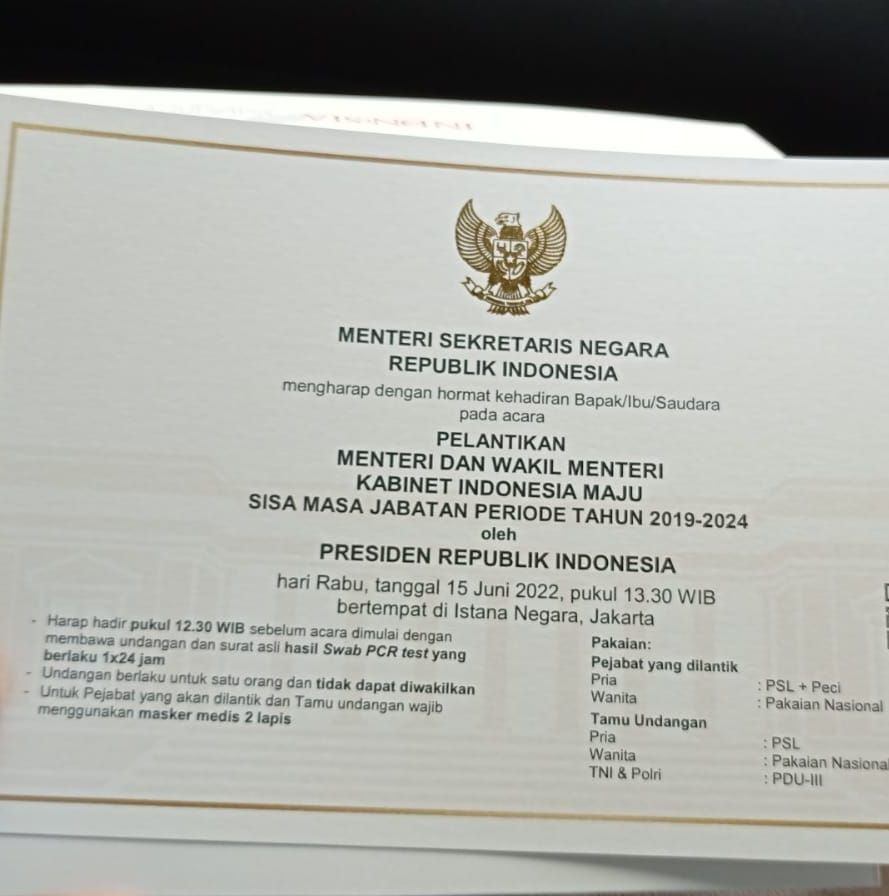 MENTERI SEKRETARIS NEGARA
REPUBLIK INDONESIA
mengharap dengan hormat kehadiran Bapak/Ibu/Saudara
pada acara
PELANTIKAN
MENTERI DAN WAKIL MENTERI
KABINET INDONESIA MAJU
SISA MASA JABATAN PERIODE TAHUN 2019-2024
oleh
PRESIDEN REPUBLIK INDONESIA
hari Rabu, tanggal 15 Juni 2022, pukul 13.30 WIB
bertempat di Istana Negara, Jakarta
- Harap hadir pukul 12.30 WIB sebelum acara dimulai dengan
membawa undangan dan surat asli hasil Swab PCR test yang
berlaku 1x24 jam
- Undangan berlaku untuk satu orang dan tidak dapat diwakilkan
- Untuk Pejabat yang akan dilantik dan Tamu undangan wajib
menggunakan masker medis 2 lapis
Pakaian:
Pejabat yang dilantik
Pria : PSL + Peci
Wanita : Pakaian Nasional
Tamu Undangan
Pria : PSL
Wanita : Pakaian Nasional
TNI & Polri : PDU-III